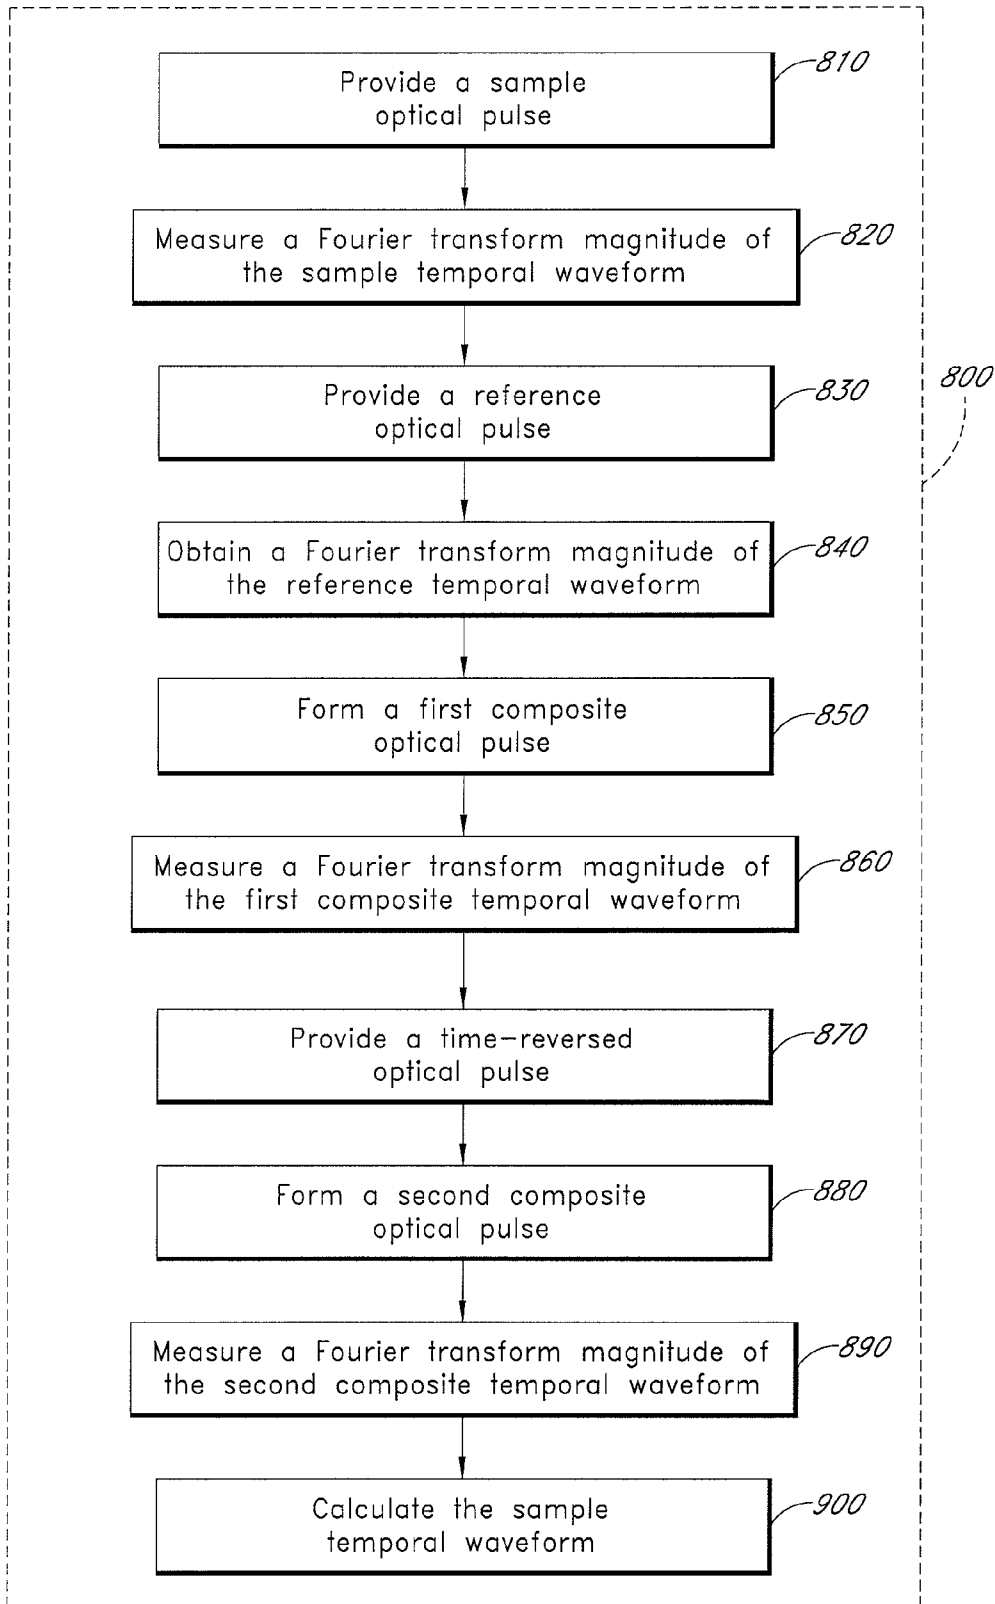 Provide a sample
optical pulse
810
Measure a Fourier transform magnitude of
the sample temporal waveform
820
Provide a reference
optical pulse
830
800
Obtain a Fourier transform magnitude of
the reference temporal waveform
840
Form a first composite
optical pulse
850
Measure a Fourier transform magnitude of
the first composite temporal waveform
860
Provide a time-reversed
optical pulse
870
Form a second composite
optical pulse
880
Measure a Fourier transform magnitude of
the second composite temporal waveform
890
Calculate the sample
temporal waveform
900